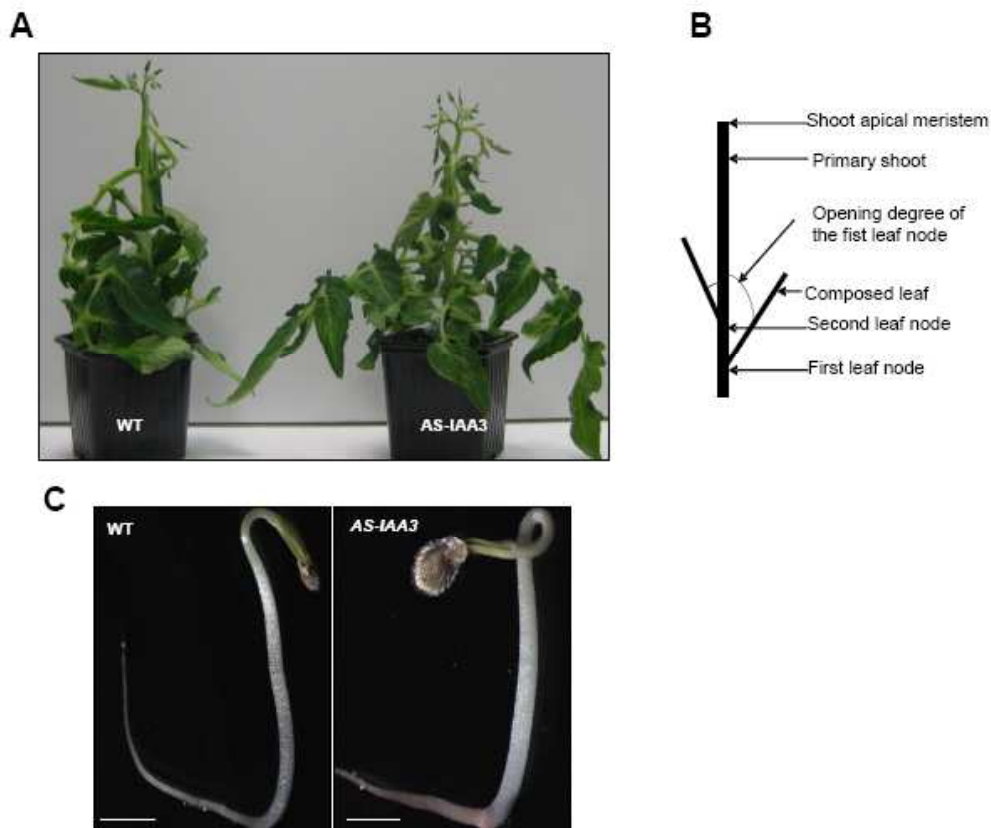 A
WT
AS-IAA3
B
Shoot apical meristem
Primary shoot
Opening degree of
the fist leaf node
Composed leaf
Second leaf node
First leaf node
C
WT
AS-IAA3